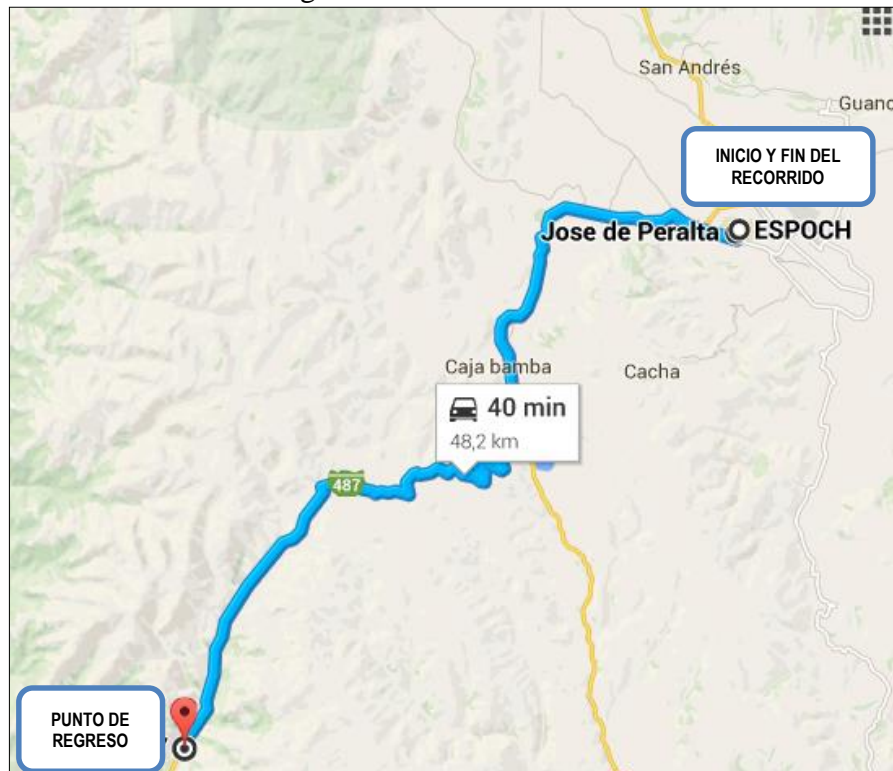 San Andrés
Guano
INICIO Y FIN DEL
RECORRIDO
Jose de Peralta
ESPOCH
Caja bamba
Cacha
40 min
48,2 km
487
PUNTO DE
REGRESO